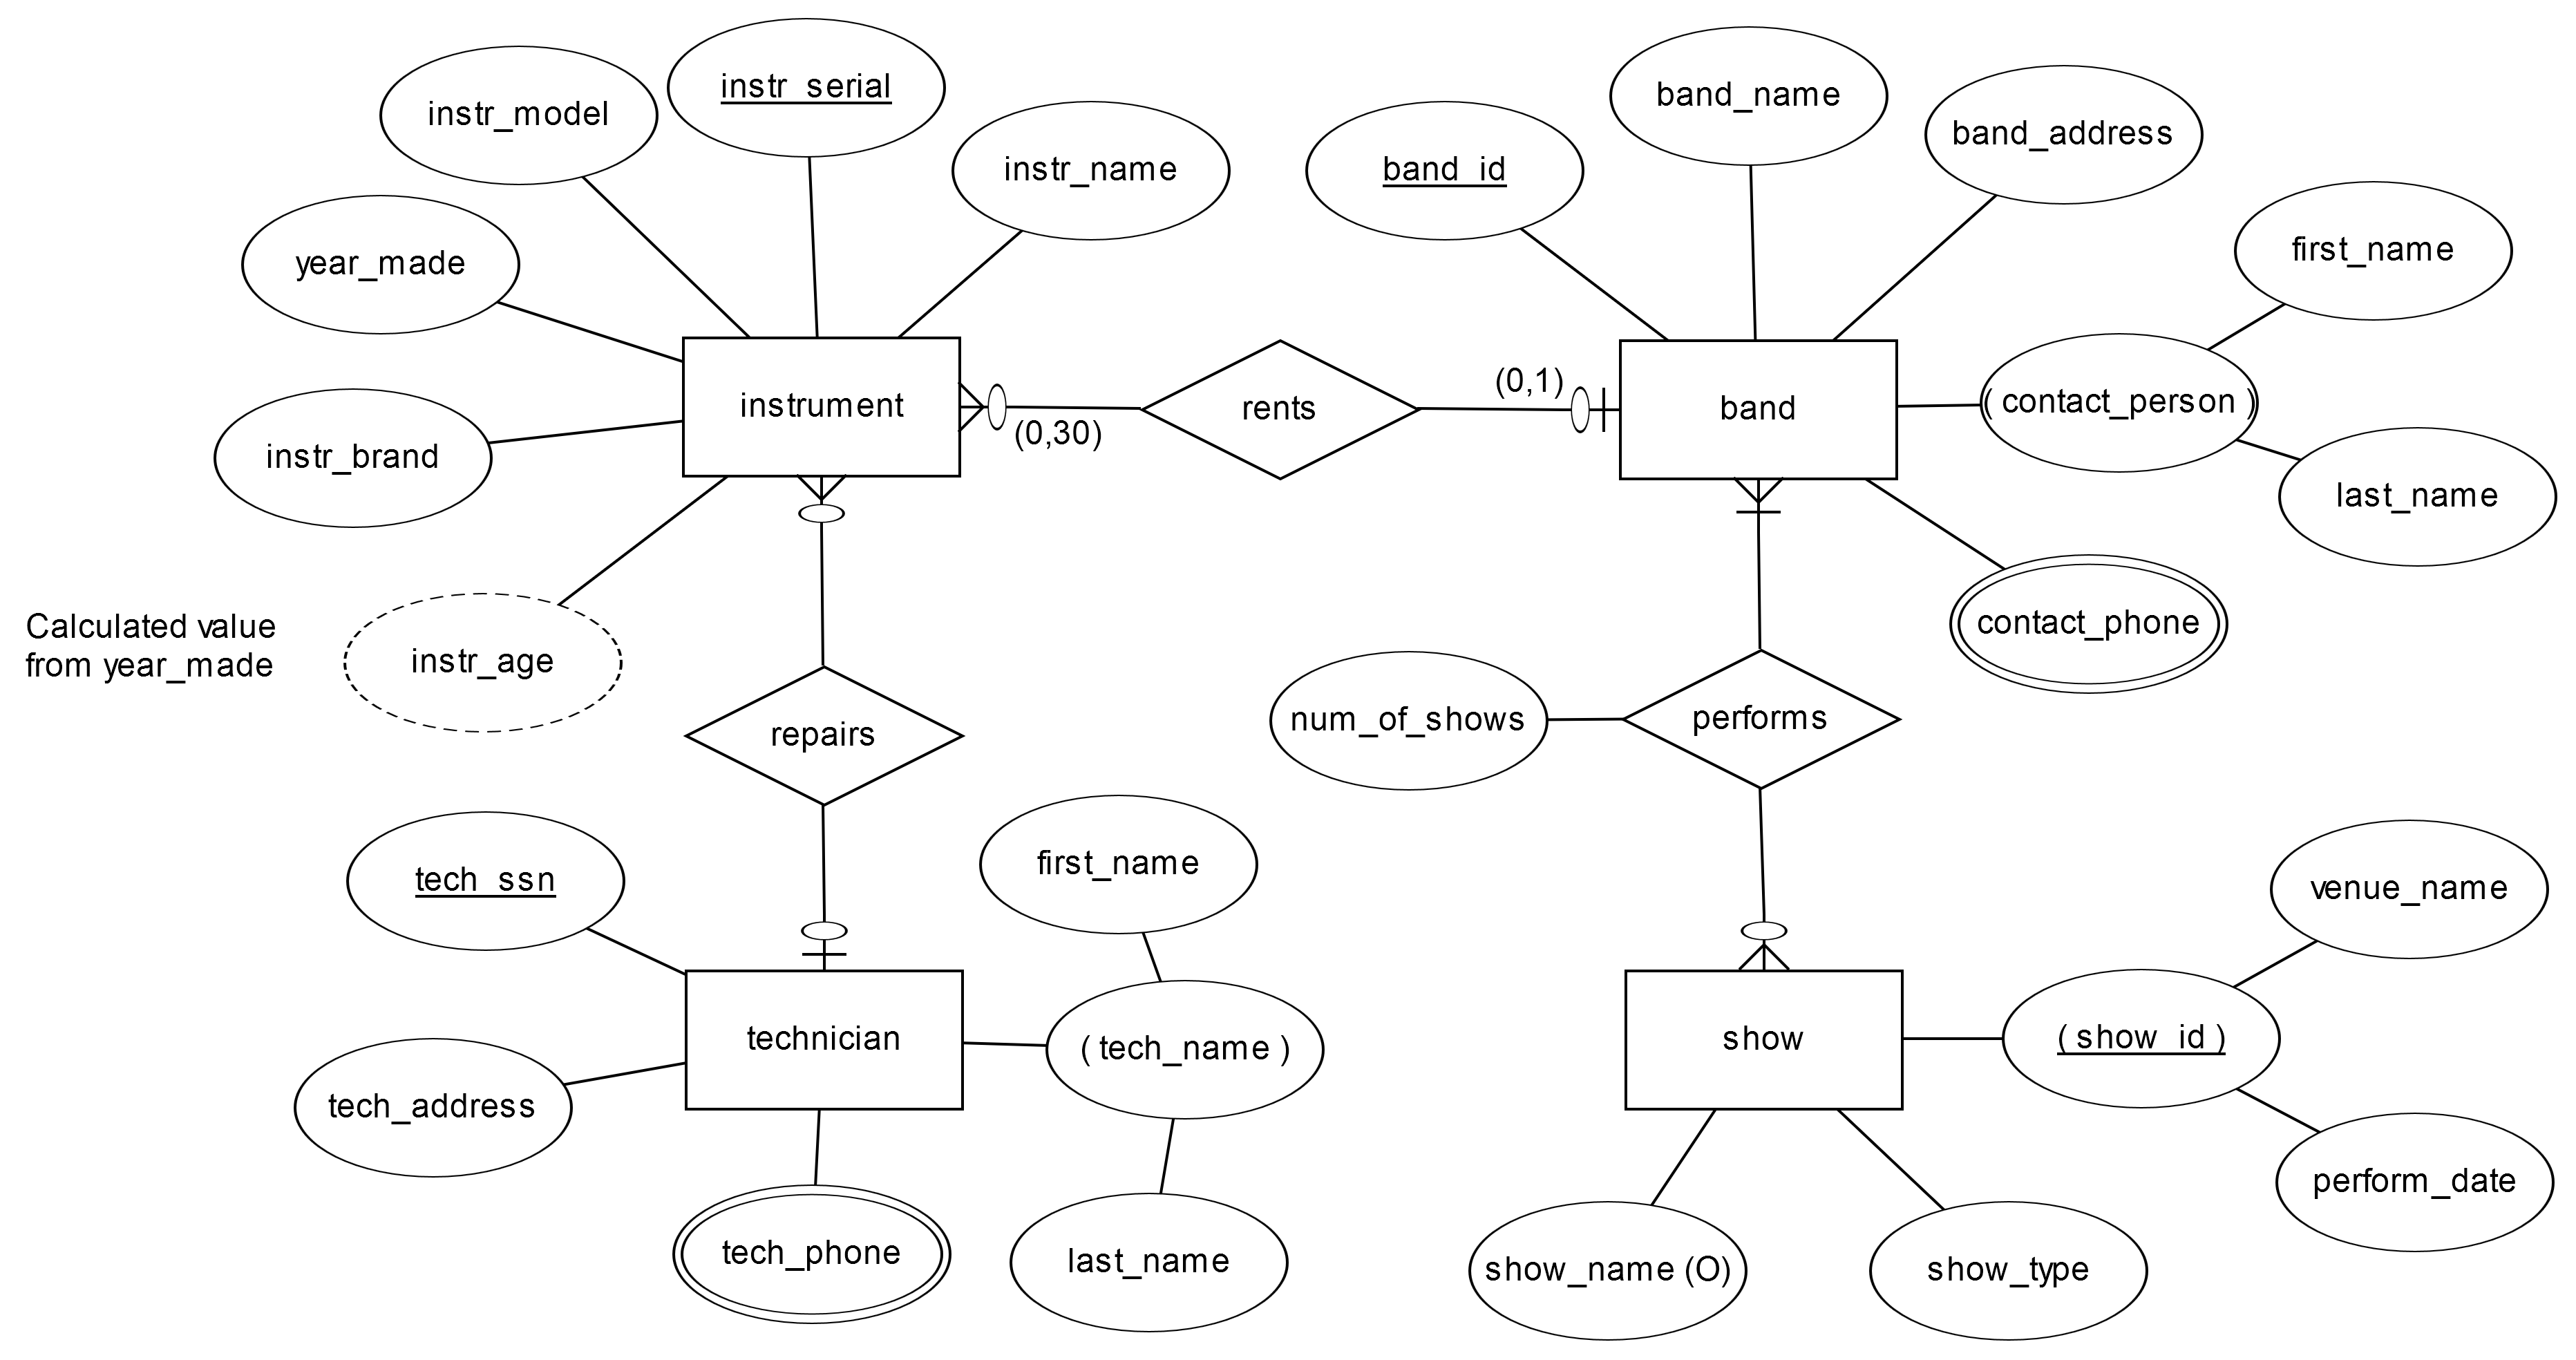 instr_serial
instr_model
instr_name
year_made
instr_brand
instrument
Calculated value
from year_made
instr_age
(0,30)
rents
(0,1)
band_name
band_address
band_id
first_name
band
( contact_person )
last_name
contact_phone
num_of_shows
performs
repairs
tech_ssn
first_name
technician
( tech_name )
tech_address
tech_phone
last_name
show
venue_name
( show_id )
perform_date
show_name (O)
show_type